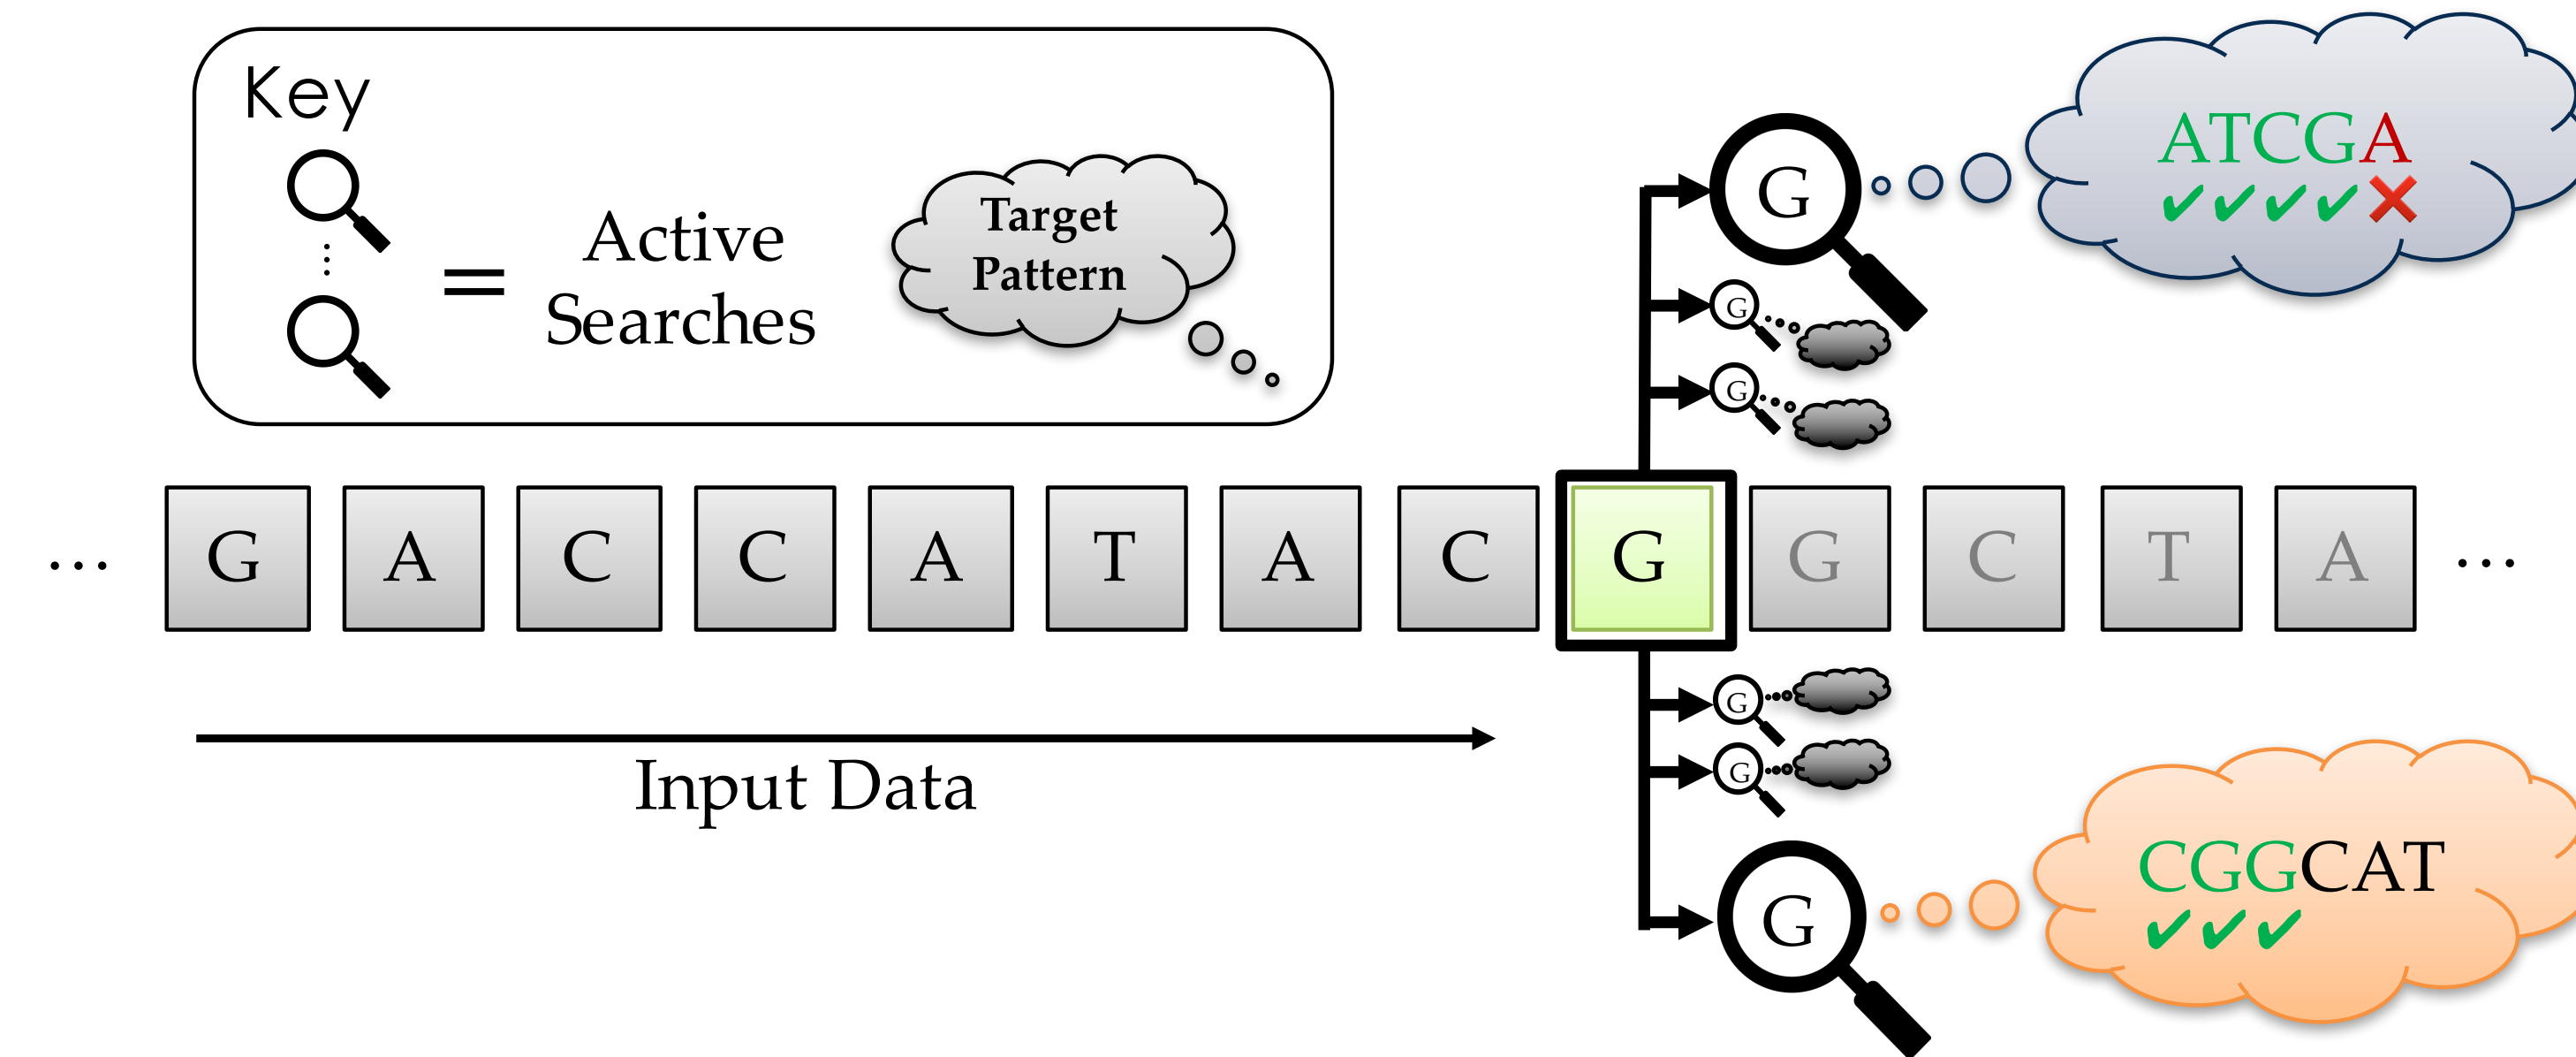 Key
= Active
Searches
Target
Pattern
G
ATCGA
✔✔✔✔❌
G
G
… G A C C A T A C G G C T A …
G
G
Input Data
G
CGGCAT
✔✔✔